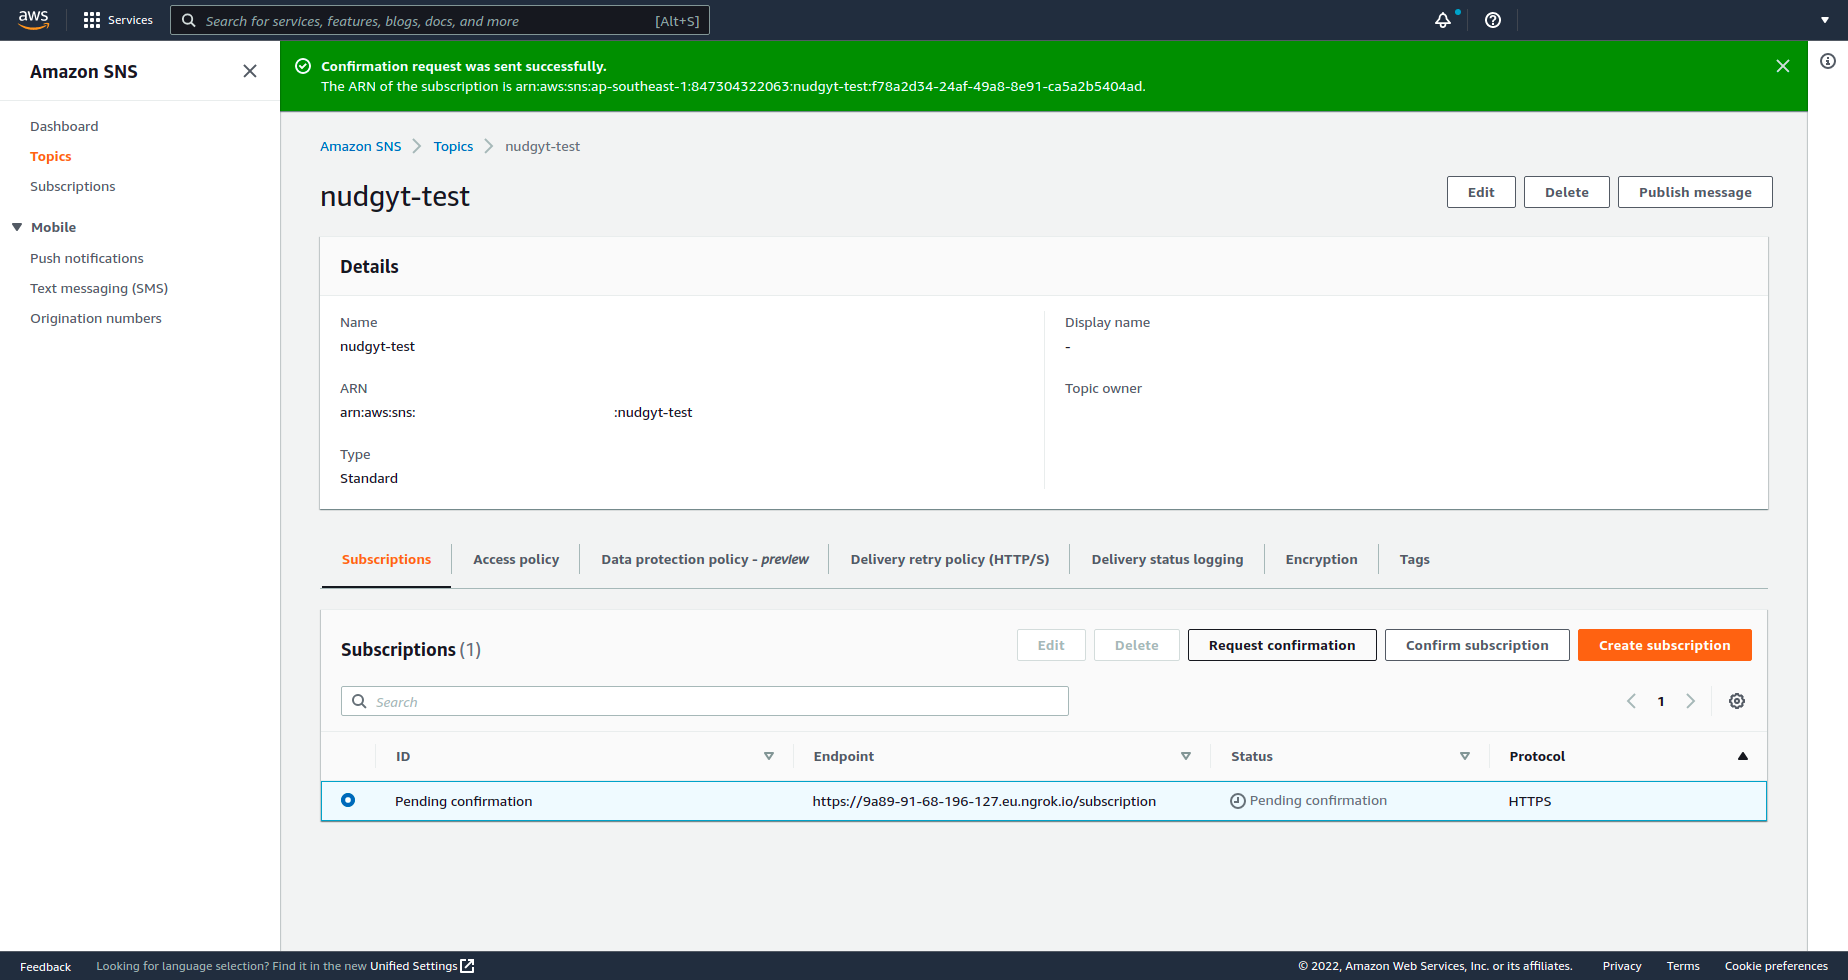 aws
Services
Search for services, features, blogs, docs, and more
[Alt+S]
Amazon SNS
Dashboard
Topics
Subscriptions
Mobile
Push notifications
Text messaging (SMS)
Origination numbers
Confirmation request was sent successfully.
The ARN of the subscription is arn:aws:sns:ap-southeast-1:847304322063:nudgyt-test:f78a2d34-24af-49a8-8e91-ca5a2b5404ad.
Amazon SNS
Topics
nudgyt-test
nudgyt-test
Edit
Delete
Publish message
Details
Name
nudgyt-test
ARN
arn:aws:sns: :nudgyt-test
Type
Standard
Display name
-
Topic owner
Subscriptions
Access policy
Data protection policy - preview
Delivery retry policy (HTTP/S)
Delivery status logging
Encryption
Tags
Subscriptions (1)
Edit
Delete
Request confirmation
Confirm subscription
Create subscription
Search
1
ID
Endpoint
Status
Protocol
Pending confirmation
https://9a89-91-68-196-127.eu.ngrok.io/subscription
Pending confirmation
HTTPS
Feedback
Looking for language selection? Find it in the new Unified Settings
© 2022, Amazon Web Services, Inc. or its affiliates.
Privacy
Terms
Cookie preferences